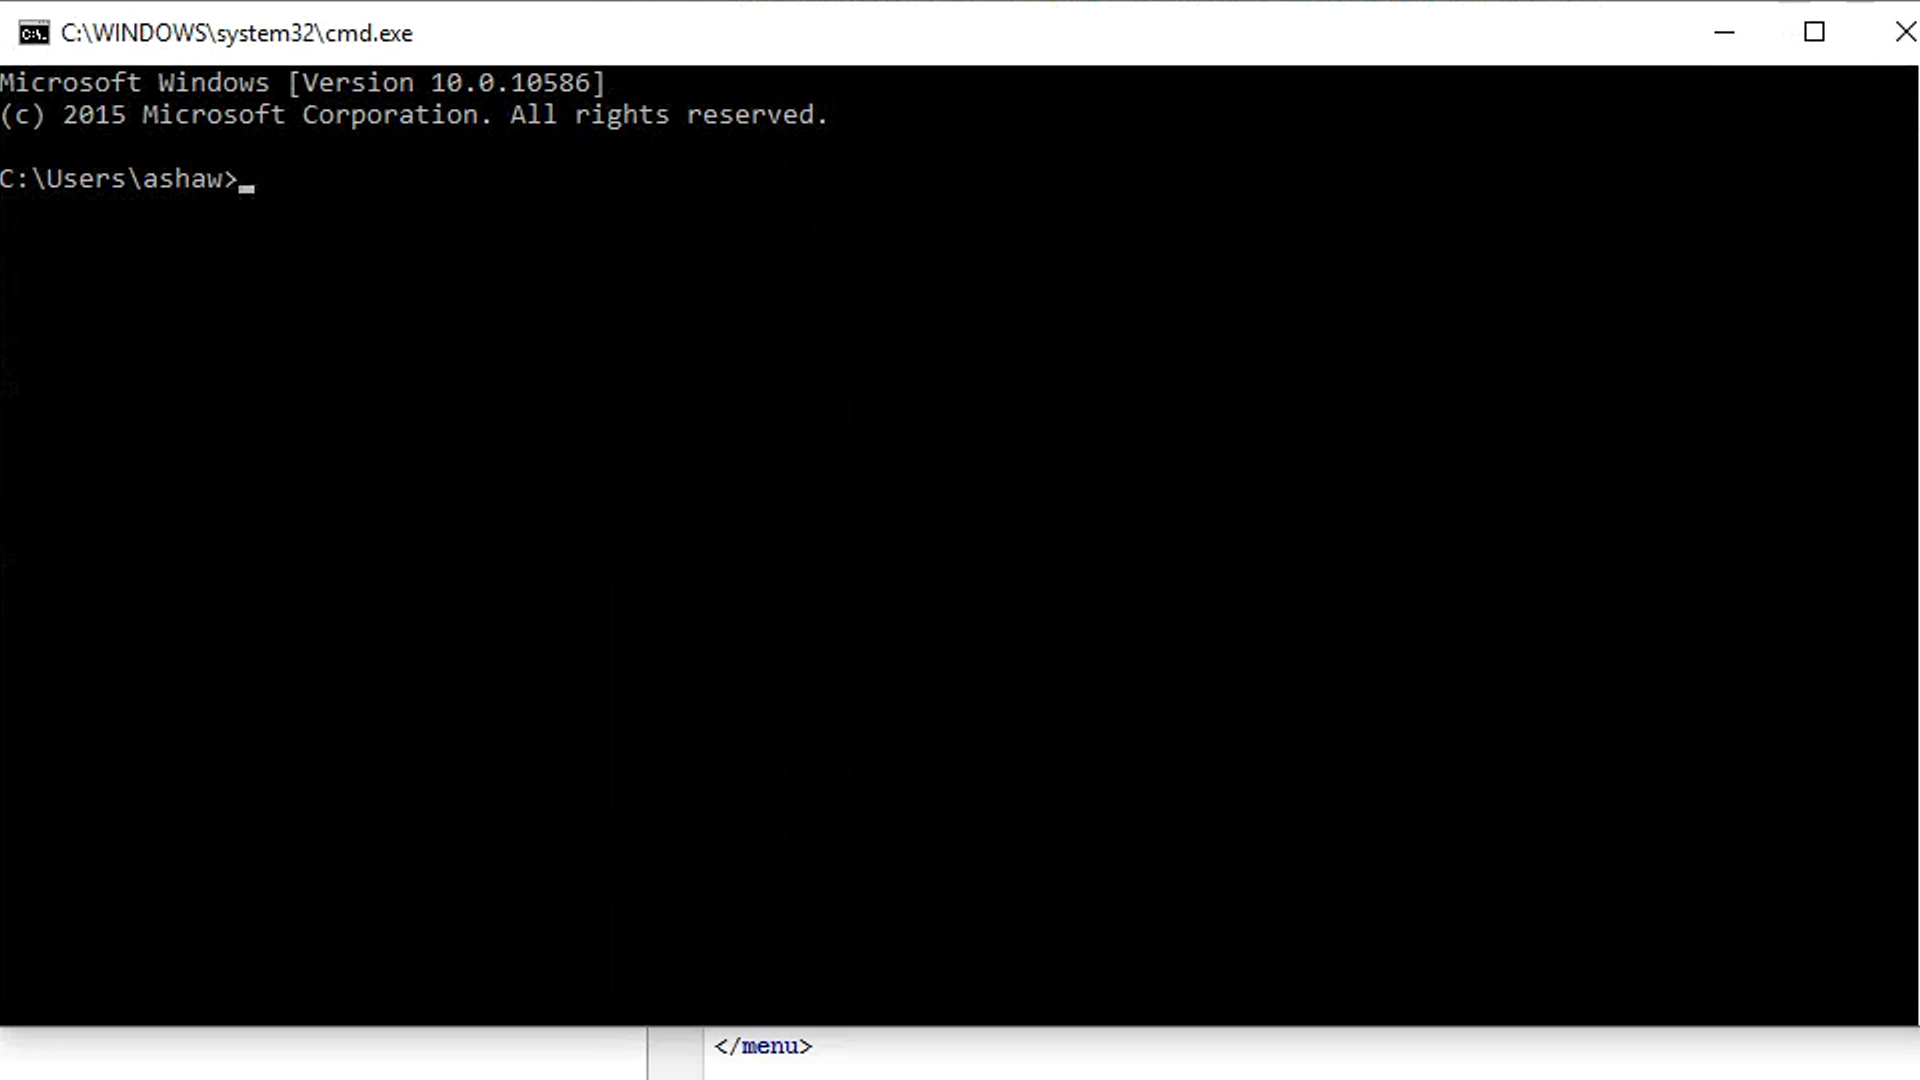 C:\WINDOWS\system32\cmd.exe
Microsoft Windows [Version 10.0.10586]
(c) 2015 Microsoft Corporation. All rights reserved.
C:\Users\ashaw>_
</menu>